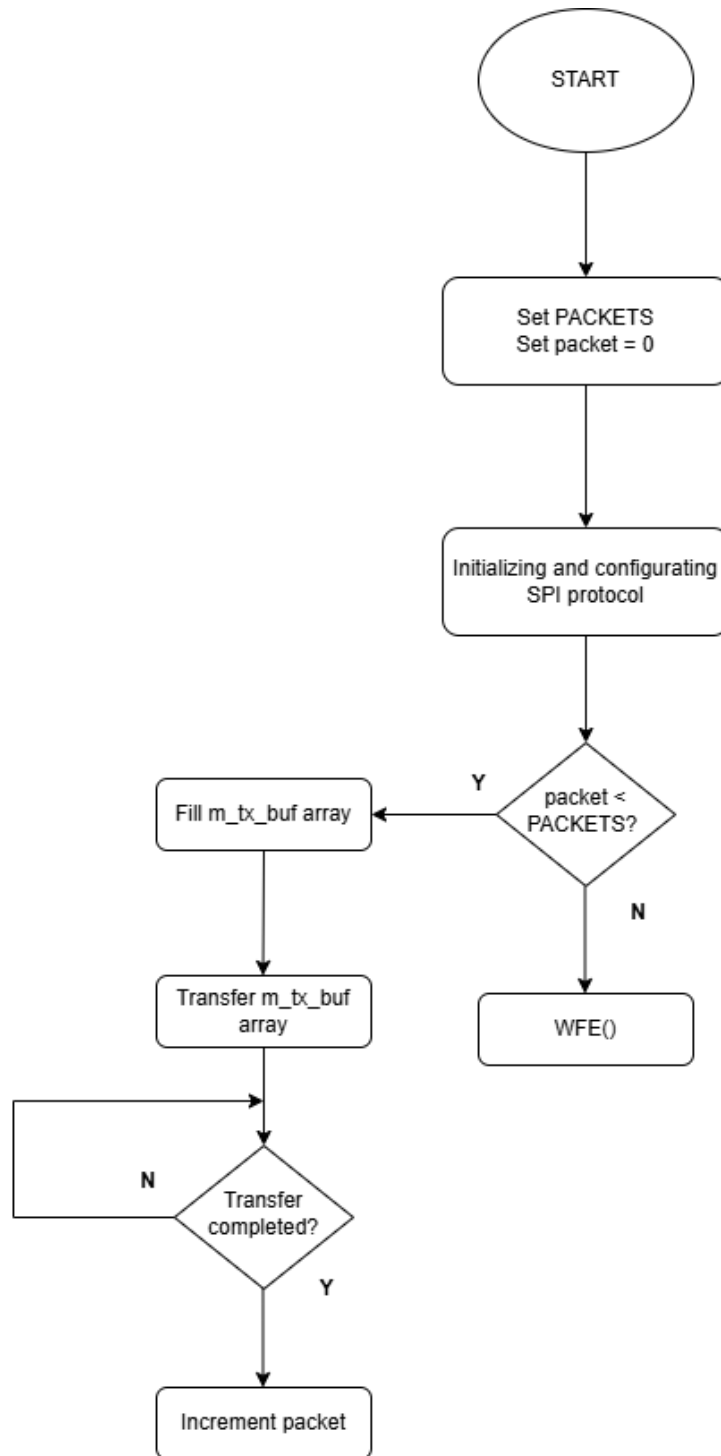 START
Set PACKETS
Set packet = 0
Initializing and configurating
SPI protocol
packet <
PACKETS?
Y
N
Fill m_tx_buf array
WFE()
Transfer m_tx_buf
array
Transfer
completed?
N
Y
Increment packet